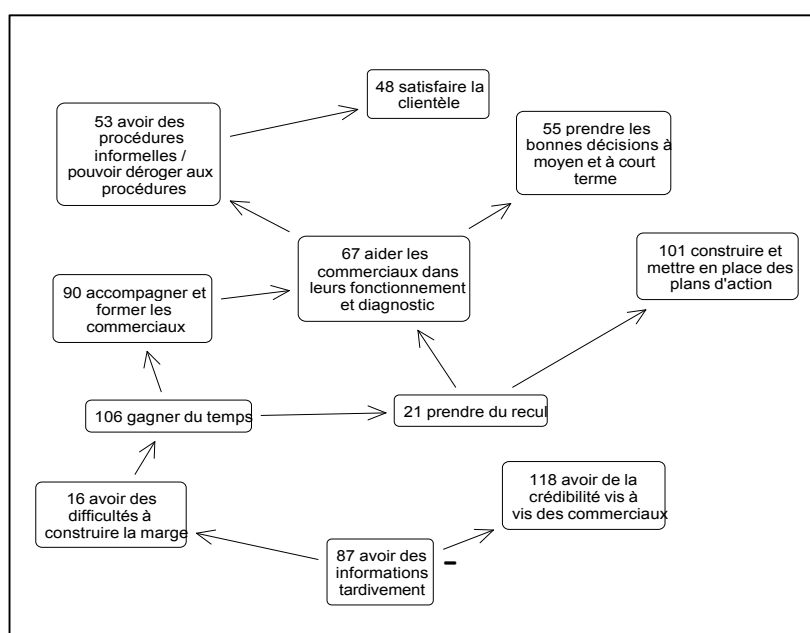 48 satisfaire la
clientèle
53 avoir des
procédures
informelles /
pouvoir déroger aux
procédures
55 prendre les
bonnes décisions à
moyen et à court
terme
67 aider les
commerciaux dans
leurs fonctionnement
et diagnostic
101 construire et
mettre en place des
plans d'action
90 accompagner et
former les
commerciaux
106 gagner du temps
21 prendre du recul
118 avoir de la
crédibilité vis à
vis des commerciaux
16 avoir des
difficultés à
construire la marge
87 avoir des
informations
tardivement
-